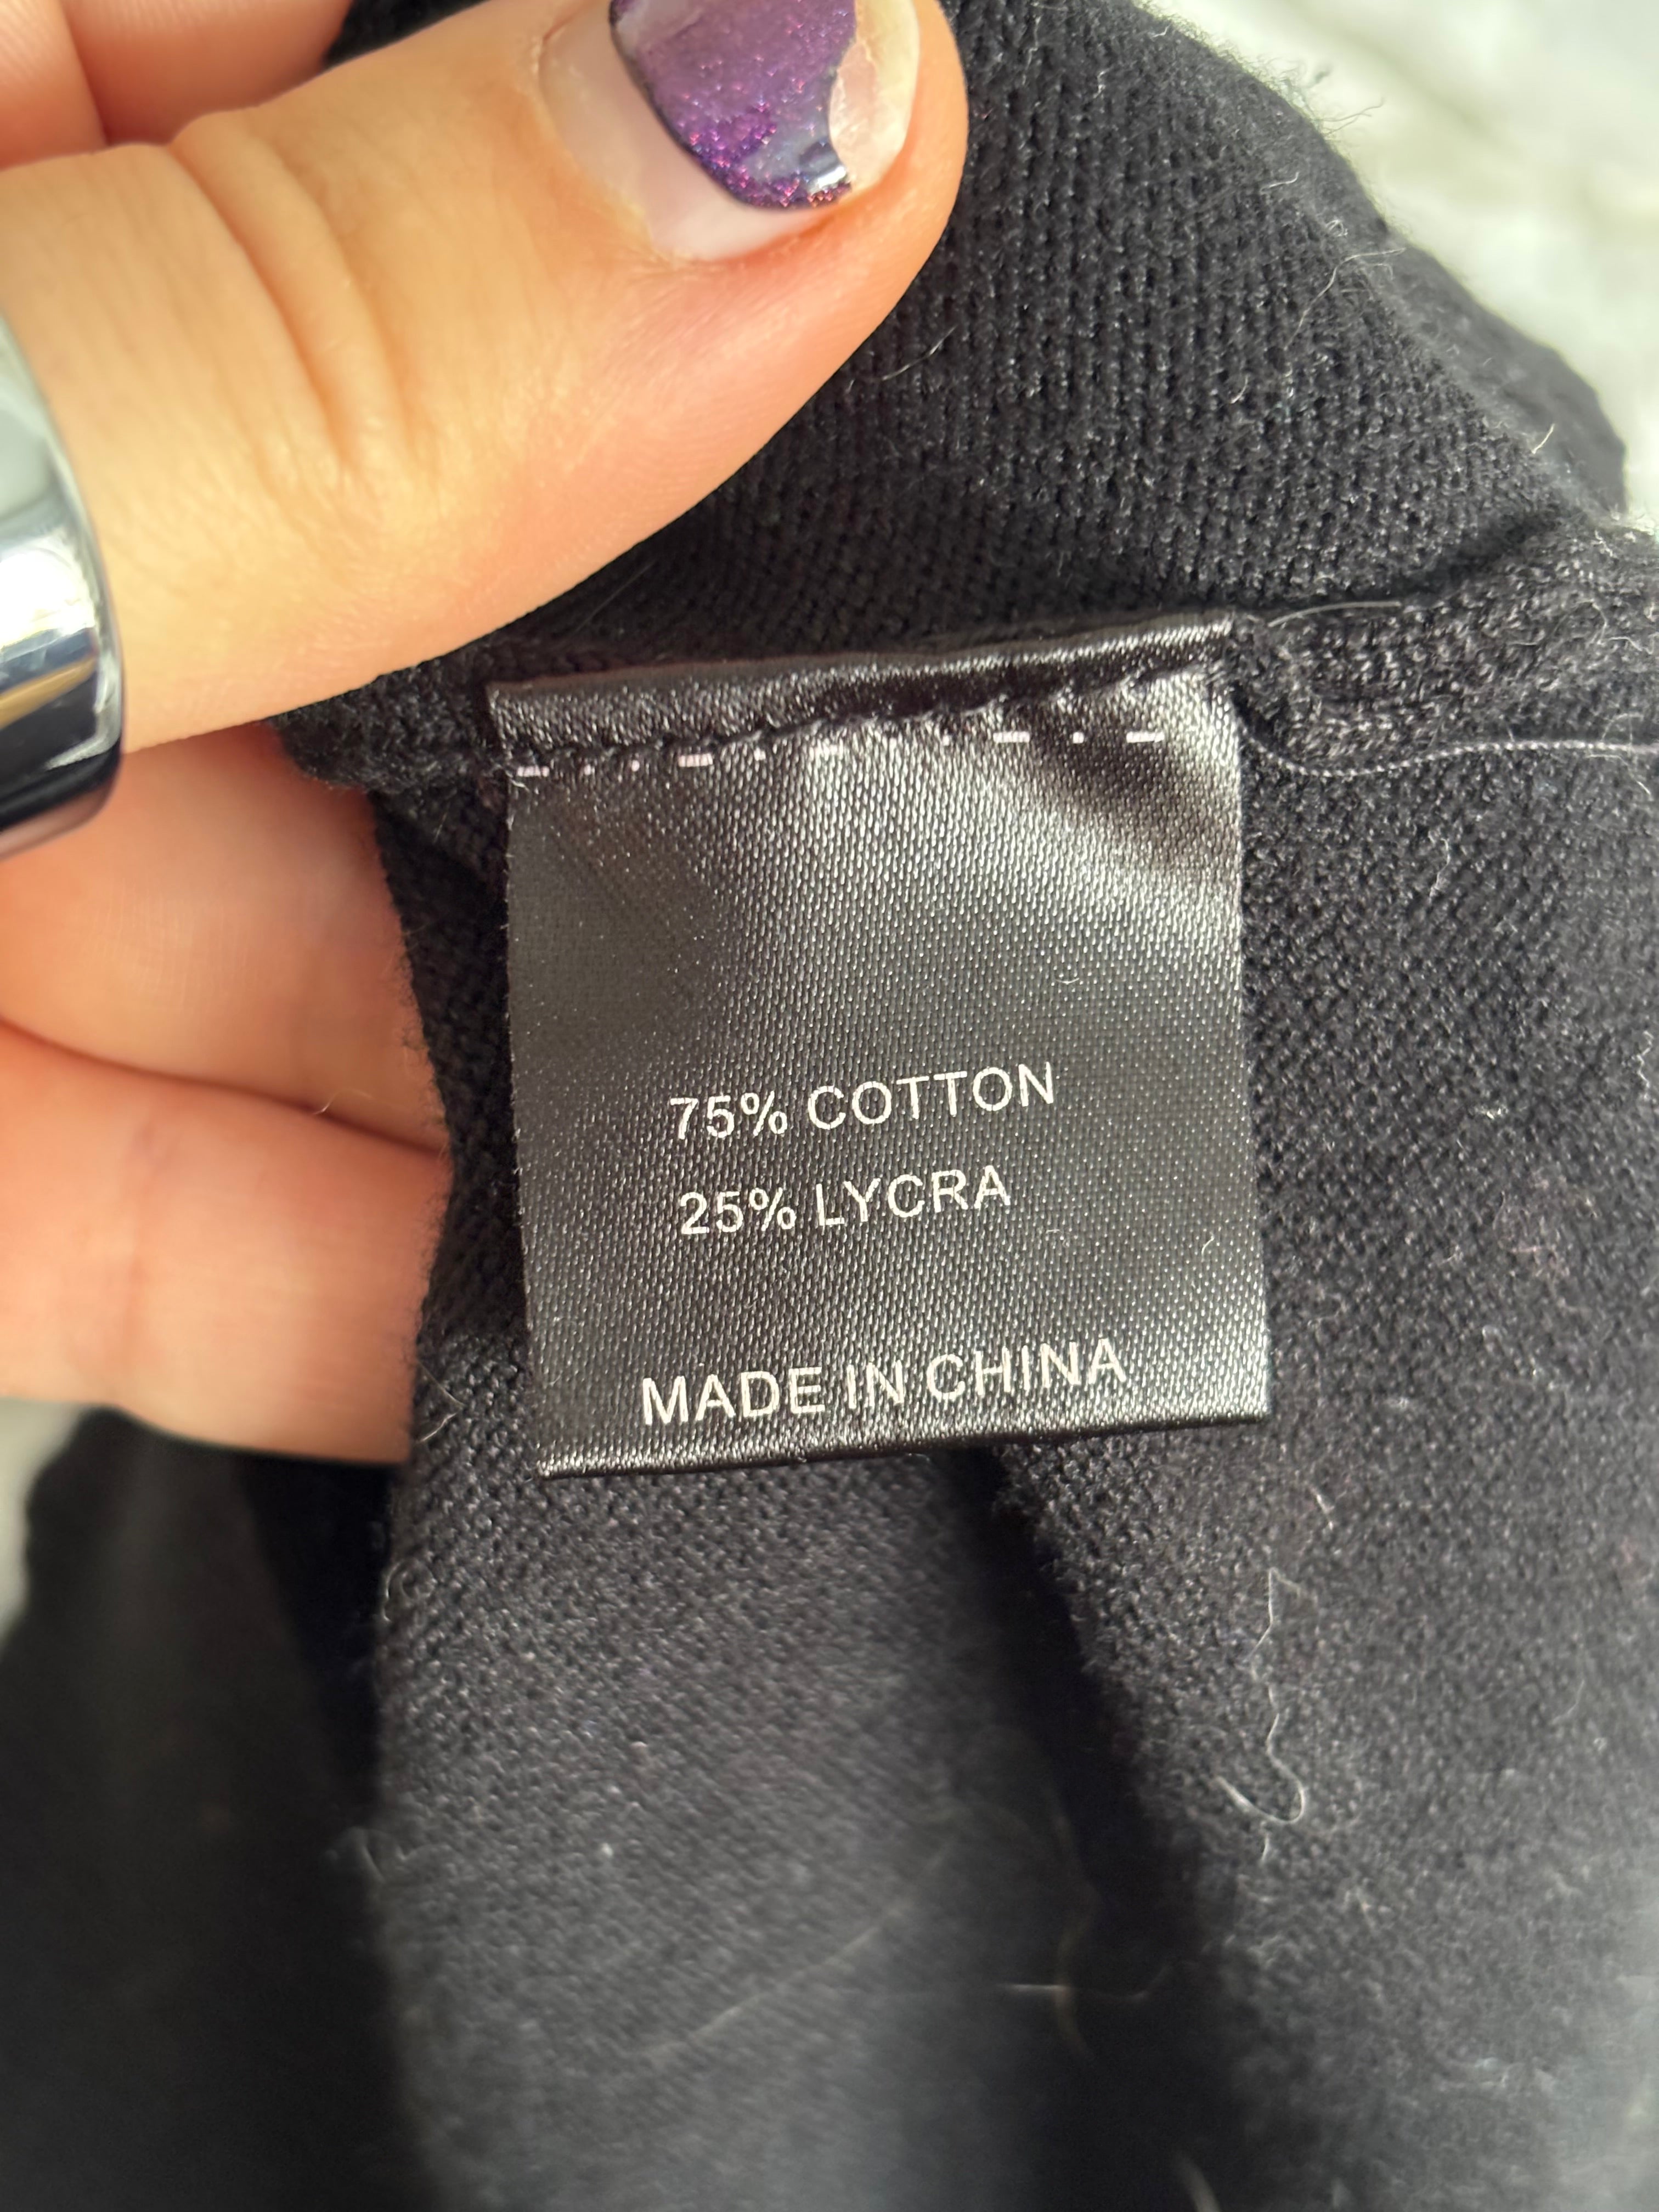 75% COTTON
25% LYCRA
MADE IN CHINA